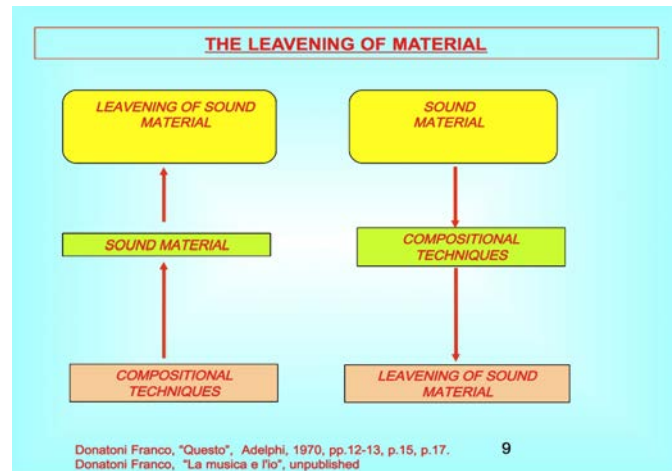 THE LEAVENING OF MATERIAL
LEAVENING OF SOUND
MATERIAL
SOUND MATERIAL
COMPOSITIONAL
TECHNIQUES
SOUND
MATERIAL
COMPOSITIONAL
TECHNIQUES
LEAVENING OF SOUND
MATERIAL
Donatoni Franco, "Questo", Adelphi, 1970, pp.12-13, p.15, p.17.
Donatoni Franco, "La musica e l'io", unpublished
9